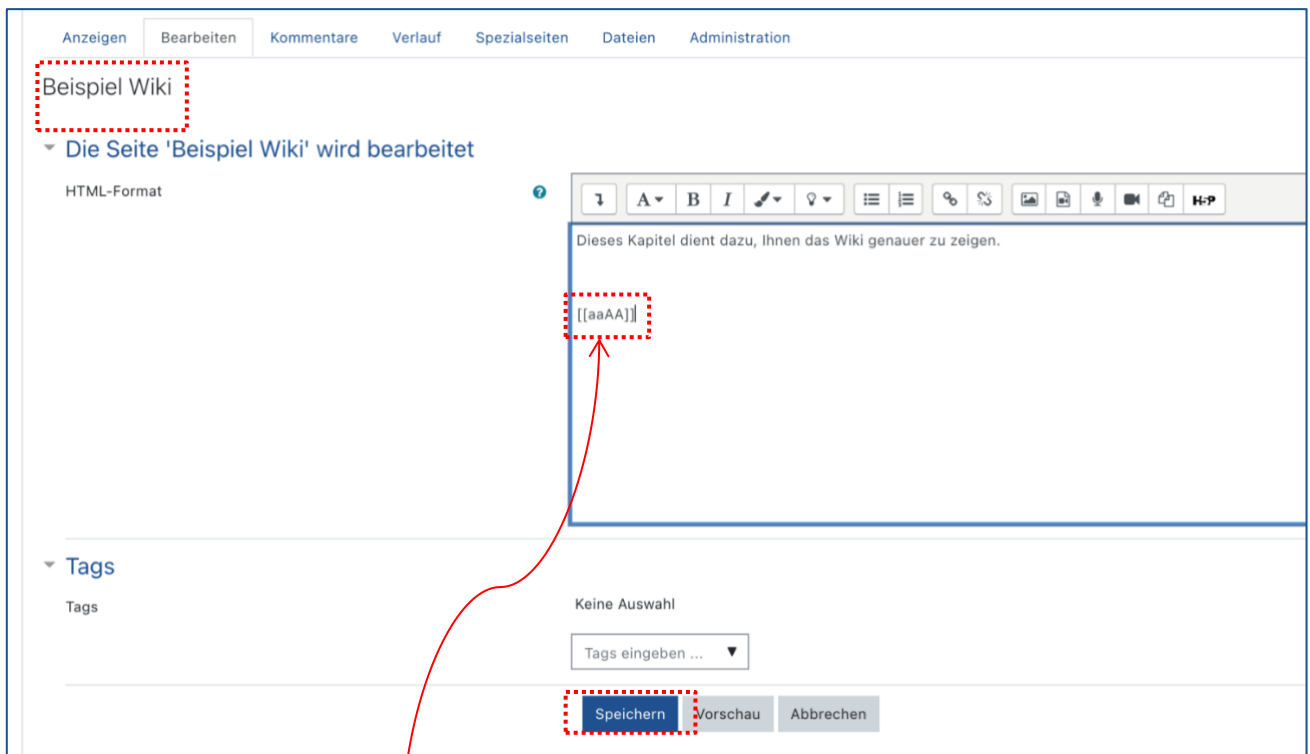 Anzeigen Bearbeiten Kommentare Verlauf Spezialseiten Dateien Administration
Beispiel Wiki
Die Seite 'Beispiel Wiki' wird bearbeitet
HTML-Format
A B I H-P
Dieses Kapitel dient dazu, Ihnen das Wiki genauer zu zeigen.
[[aaAA]]
Tags
Tags Keine Auswahl
Tags eingeben ...
Speichern Vorschau Abbrechen